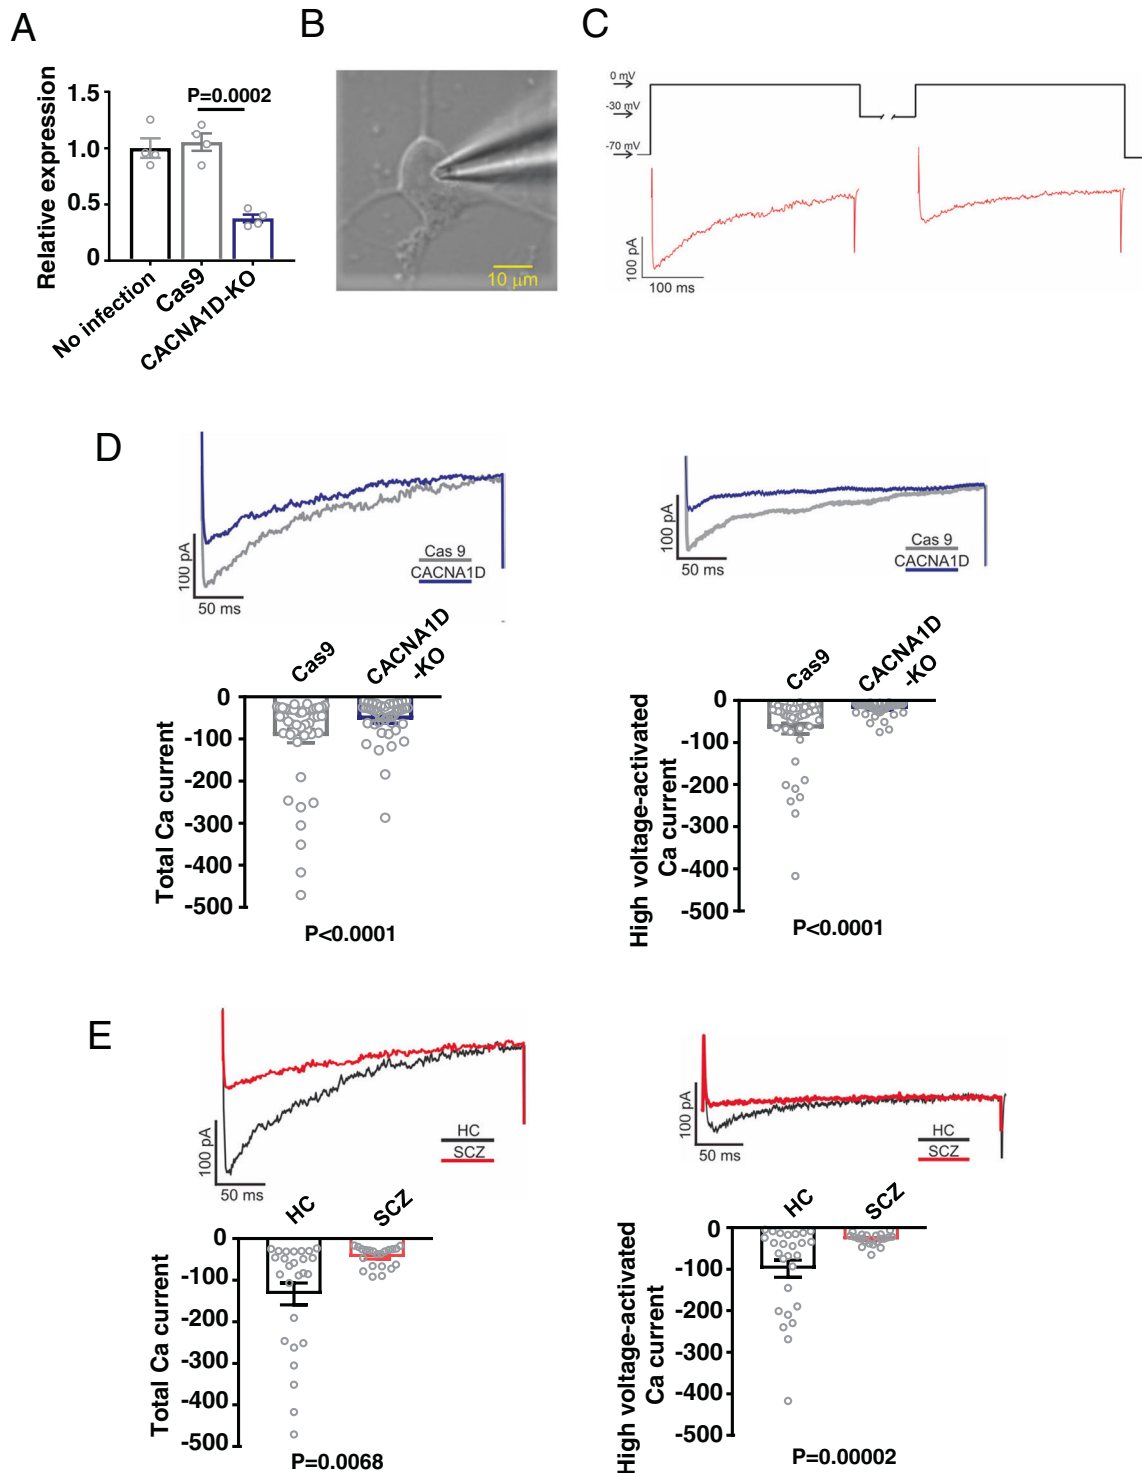 A
B
C
Relative expression
1.5
1.0
0.5
0
P=0.0002
No infection
Cas9
CACNA1D-KO
10 μm
0 mV
-30 mV
-70 mV
100 pA
100 ms
D
100 pA
50 ms
Cas 9
CACNA1D
100 pA
50 ms
Cas 9
CACNA1D
Cas9
CACNA1D
-KO
Total Ca current
0
-100
-200
-300
-400
-500
P<0.0001
Cas9
CACNA1D
-KO
High voltage-activated
Ca current
0
-100
-200
-300
-400
-500
P<0.0001
E
100 pA
50 ms
HC
SCZ
100 pA
50 ms
HC
SCZ
HC
SCZ
Total Ca current
0
-100
-200
-300
-400
-500
P=0.0068
HC
SCZ
High voltage-activated
Ca current
0
-100
-200
-300
-400
-500
P=0.00002